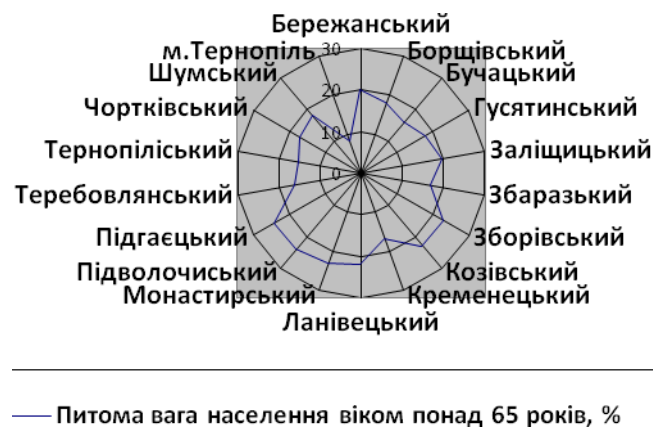 Бережанський
м.Тернопіль
30
Борщівський
Шумський
Бучацький
20
Чортківський
Гусятинський
10
Тернопіліський
Заліщицький
0
Теребовлянський
Збаразький
Підгаєцький
Зборівський
Підволочиський
Козівський
Монастирський
Кременецький
Ланівецький
Питома вага населення віком понад 65 років, %